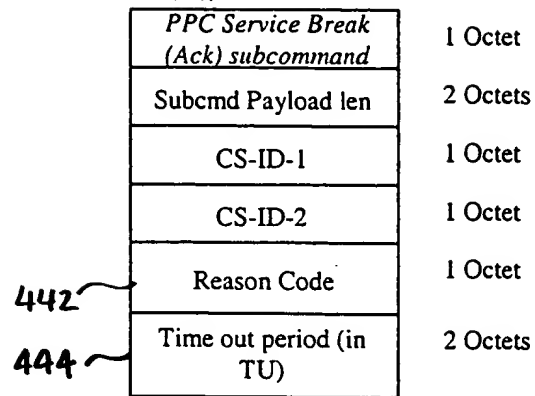 PPC Service Break 1 Octet
(Ack) subcommand
Subcmd Payload len 2 Octets
CS-ID-1 1 Octet
CS-ID-2 1 Octet
442 Reason Code 1 Octet
444 Time out period (in 2 Octets
TU)